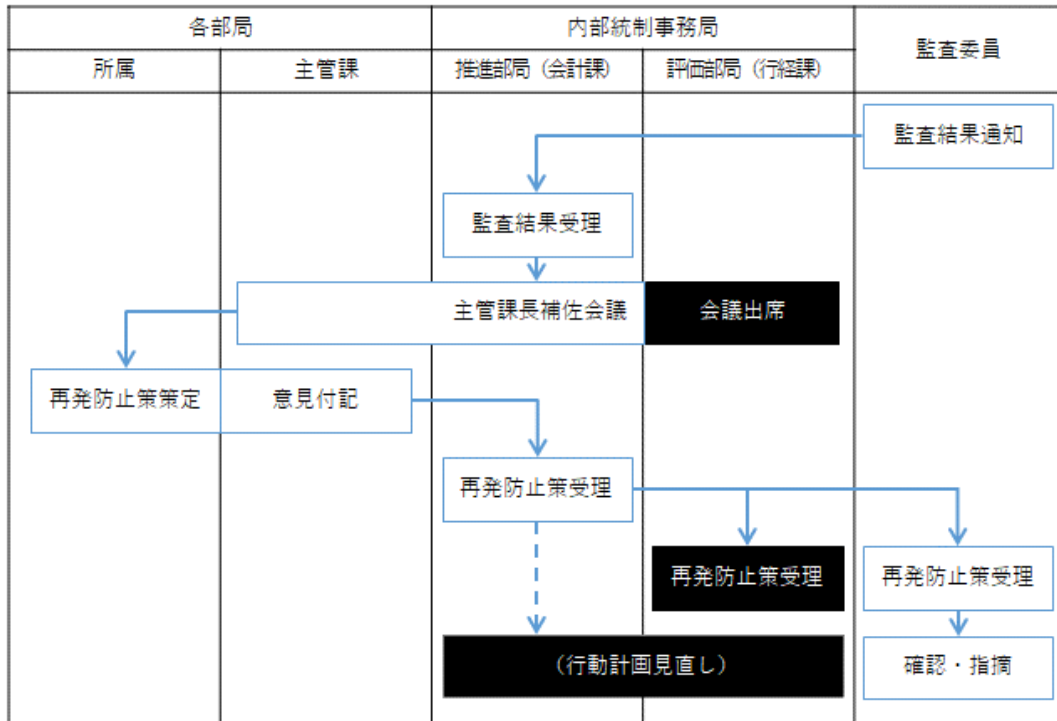 各部局
内部統制事務局
監査委員
所属
主管課
推進部局（会計課）
評価部局（行経課）
監査結果通知
監査結果受理
主管課長補佐会議
会議出席
再発防止策策定
意見付記
再発防止策受理
再発防止策受理
再発防止策受理
（行動計画見直し）
確認・指摘